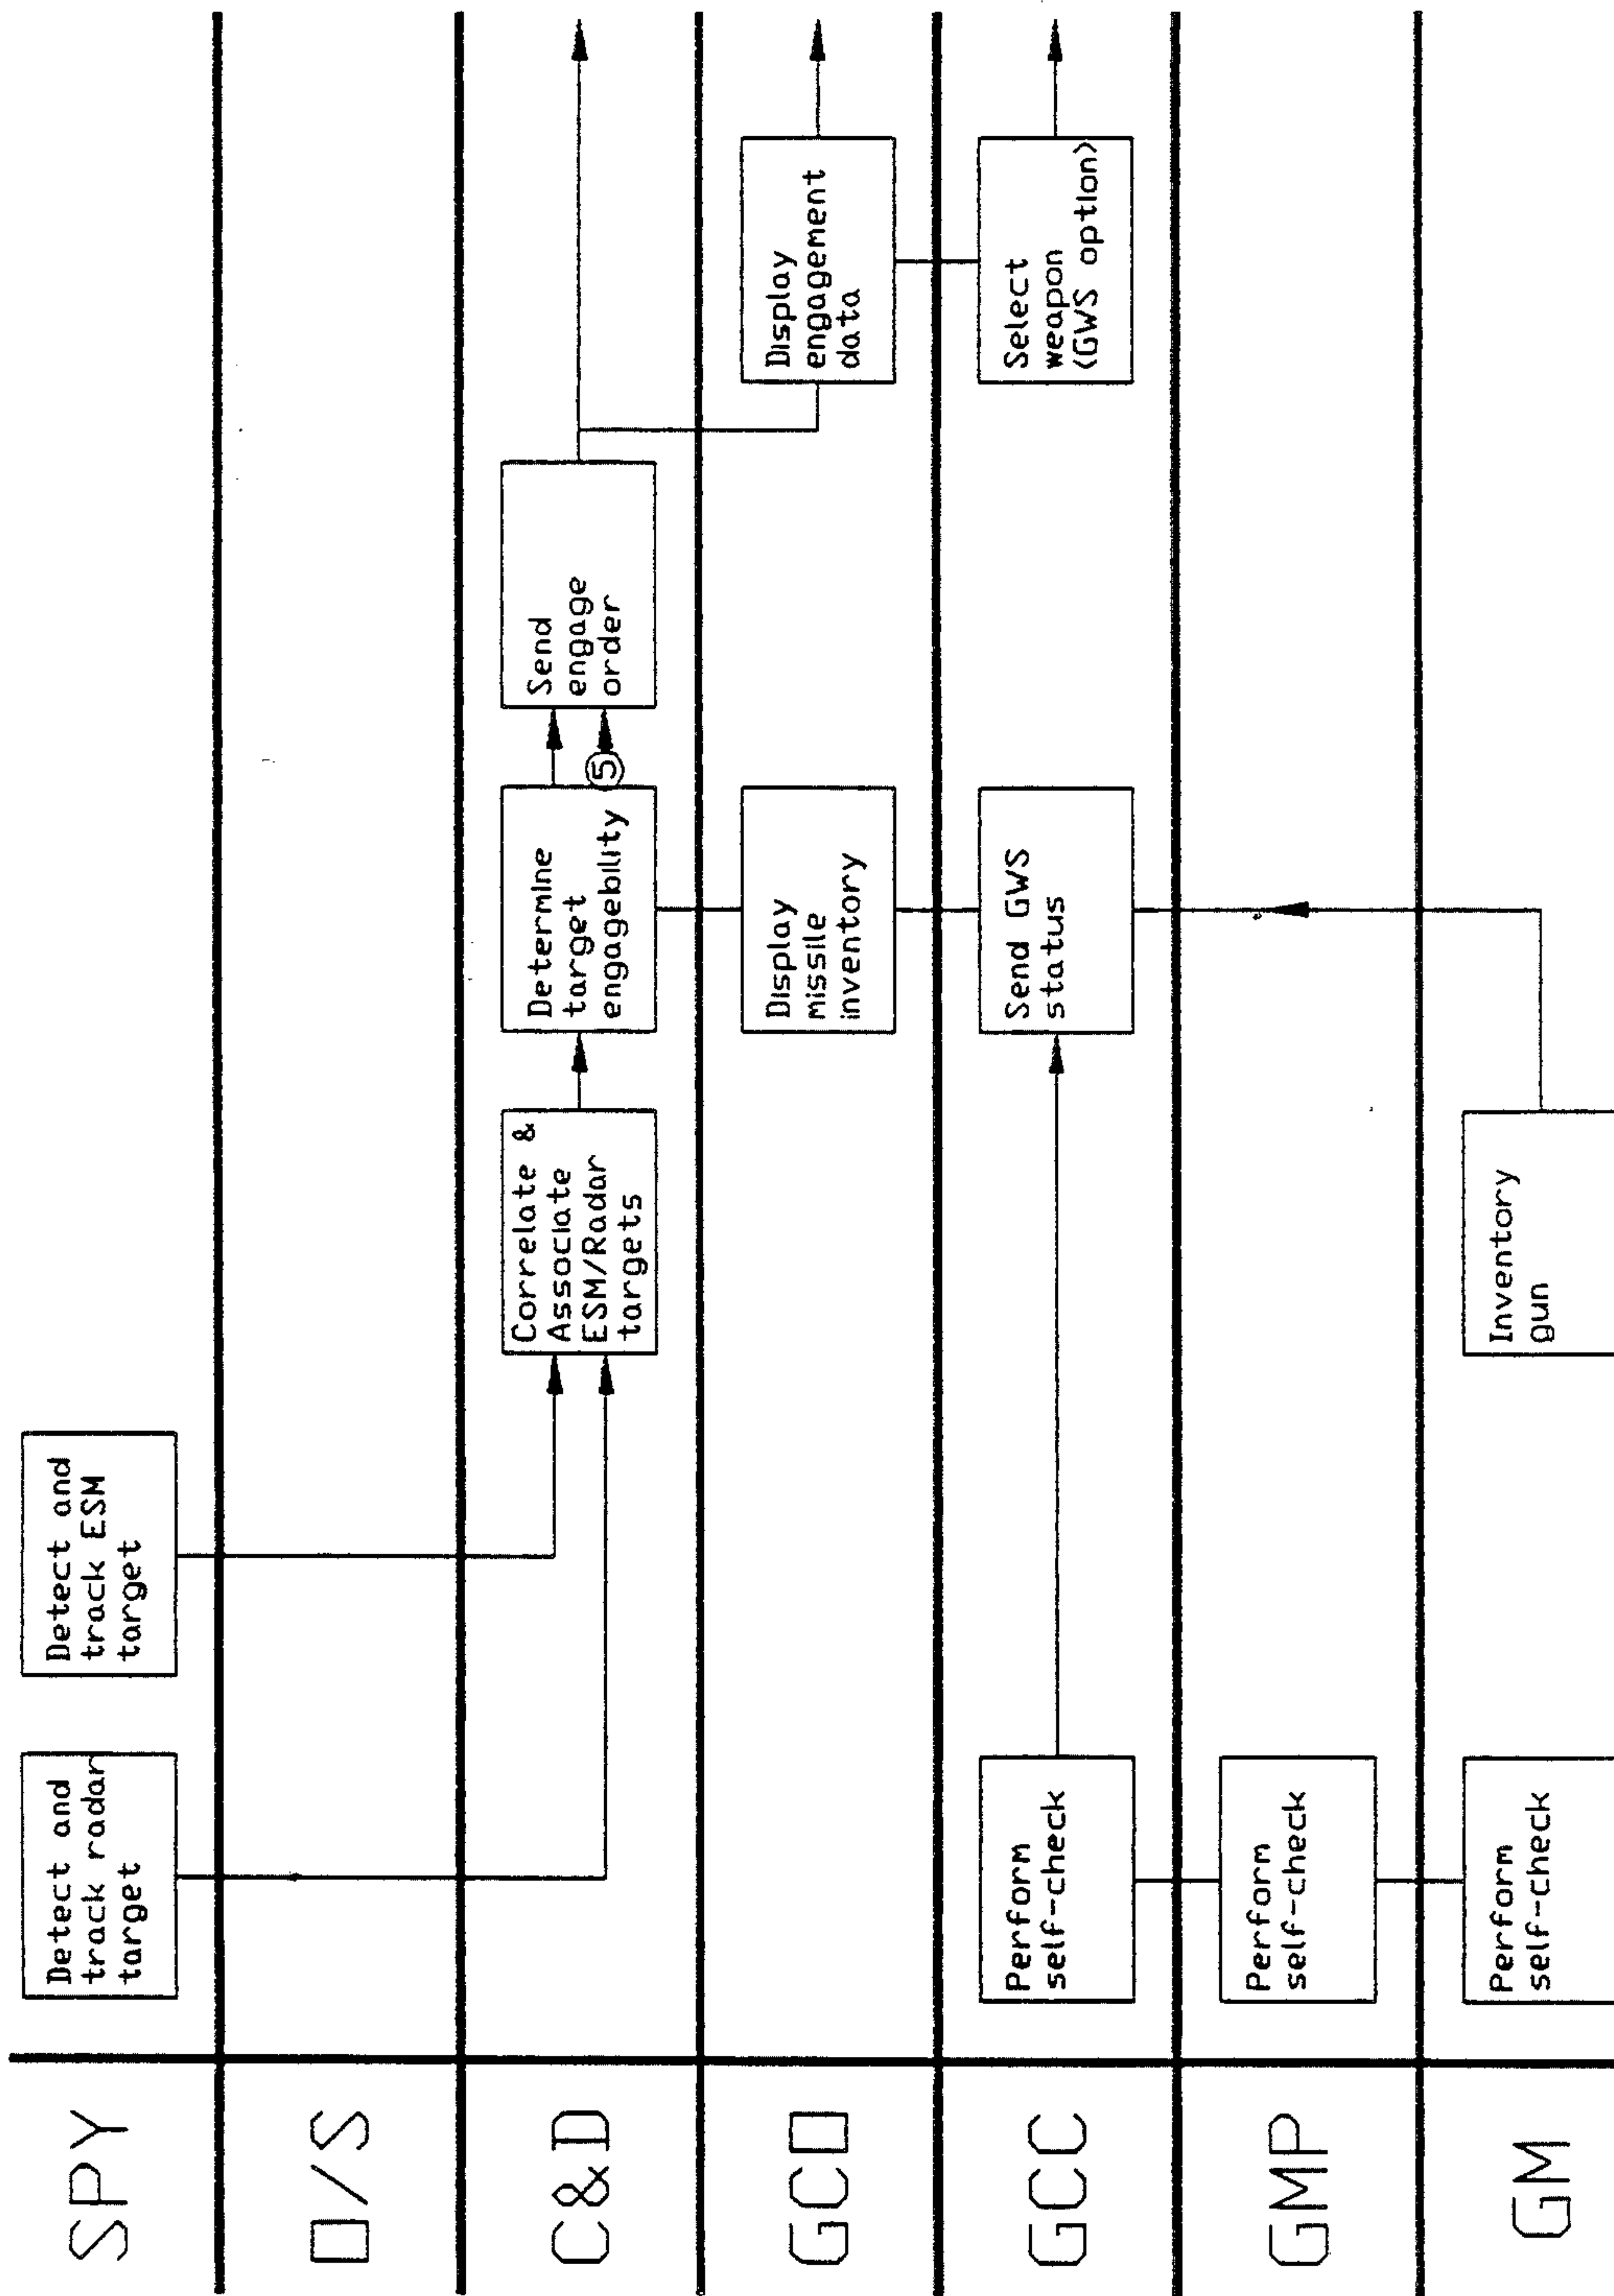 SPY
Detect and
track radar
target
Detect and
track ESM
target
O/S
C&D
Correlate &
Associate
ESM/Radar
targets
Determine
target
engagability
5
Send
engage
order
GCO
Display
missile
inventory
Display
engagement
data
GCC
Perform
self-check
Send GWS
status
Select
weapon
(GWS option)
GMP
Perform
self-check
GM
Perform
self-check
Inventory
gun